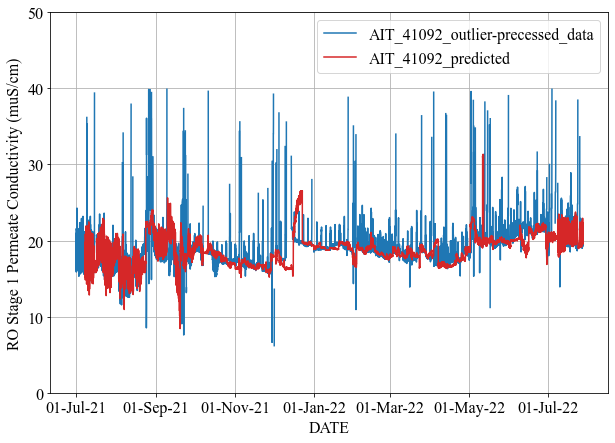 50
40
30
20
10
0
RO Stage 1 Permeate Conductivity (muS/cm)
AIT_41092_outlier-precessed_data
AIT_41092_predicted
01-Jul-21 01-Sep-21 01-Nov-21 01-Jan-22 01-Mar-22 01-May-22 01-Jul-22
DATE